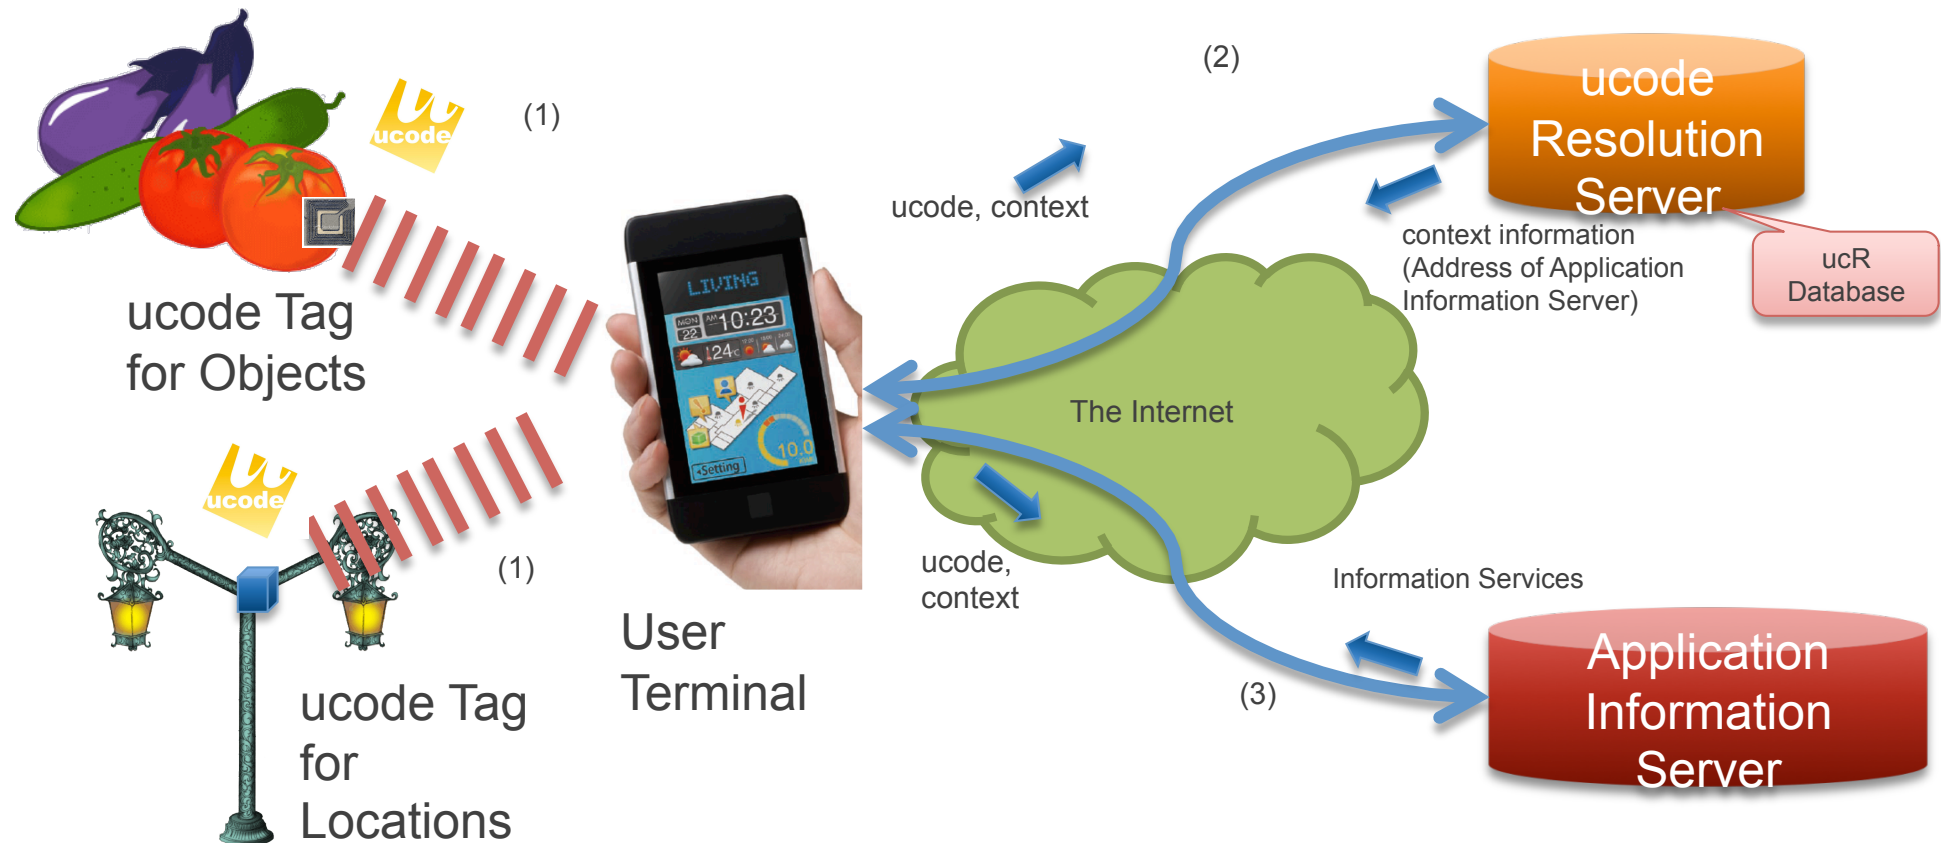 ucode
(1)
ucode Tag
for Objects
ucode
(1)
ucode Tag
for
Locations
LIVING
MON
22
AM
10:23
24c
10.0
Setting
User
Terminal
(2)
ucode, context
context information
(Address of Application
Information Server)
ucode
Resolution
Server
ucR
Database
The Internet
ucode,
context
(3)
Information Services
Application
Information
Server